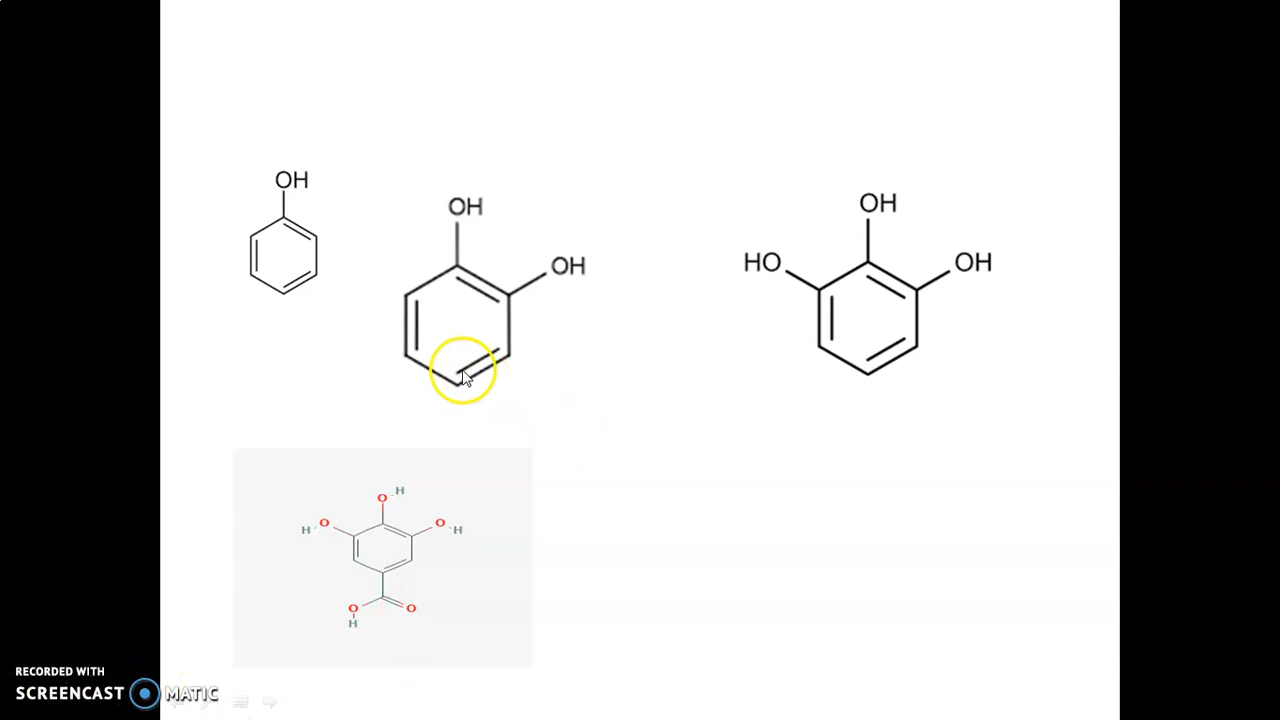 OH
OH
OH
OH
HO
OH
O H
H O
O H
O
O
H
RECORDED WITH
SCREENCAST MATIC